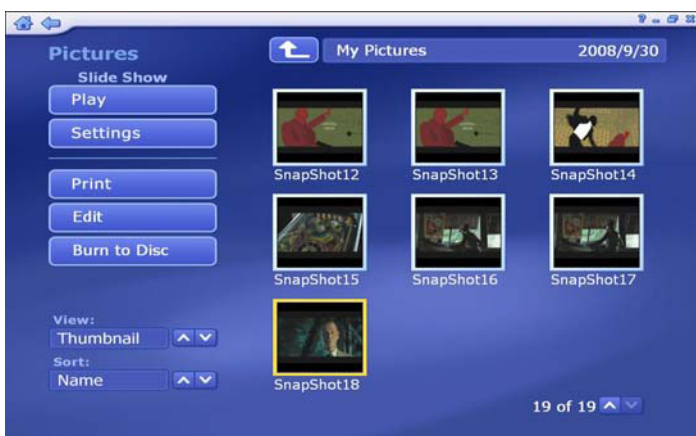 ?
Pictures
My Pictures 2008/9/30
Slide Show
Play
Settings
Print
Edit
Burn to Disc
View:
Thumbnail
Sort:
Name
SnapShot12 SnapShot13 SnapShot14
SnapShot15 SnapShot16 SnapShot17
SnapShot18
19 of 19